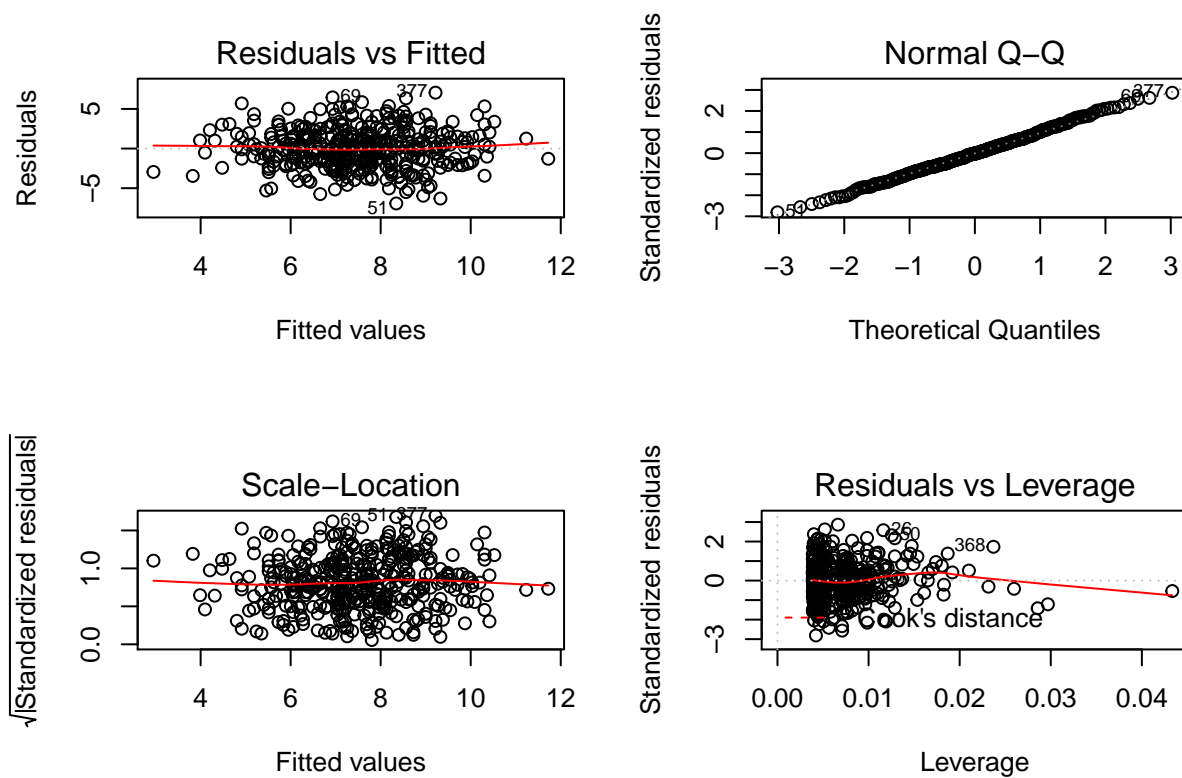 Residuals vs Fitted
Residuals
5
−5
69
377
51
4 6 8 10 12
Fitted values
Normal Q−Q
Standardized residuals
2
0
−3
377
51
−3 −2 −1 0 1 2 3
Theoretical Quantiles
Scale−Location
√|Standardized residuals|
1.0
0.0
69
51
377
4 6 8 10 12
Fitted values
Residuals vs Leverage
Standardized residuals
2
0
−3
368
Cook's distance
0.00 0.01 0.02 0.03 0.04
Leverage